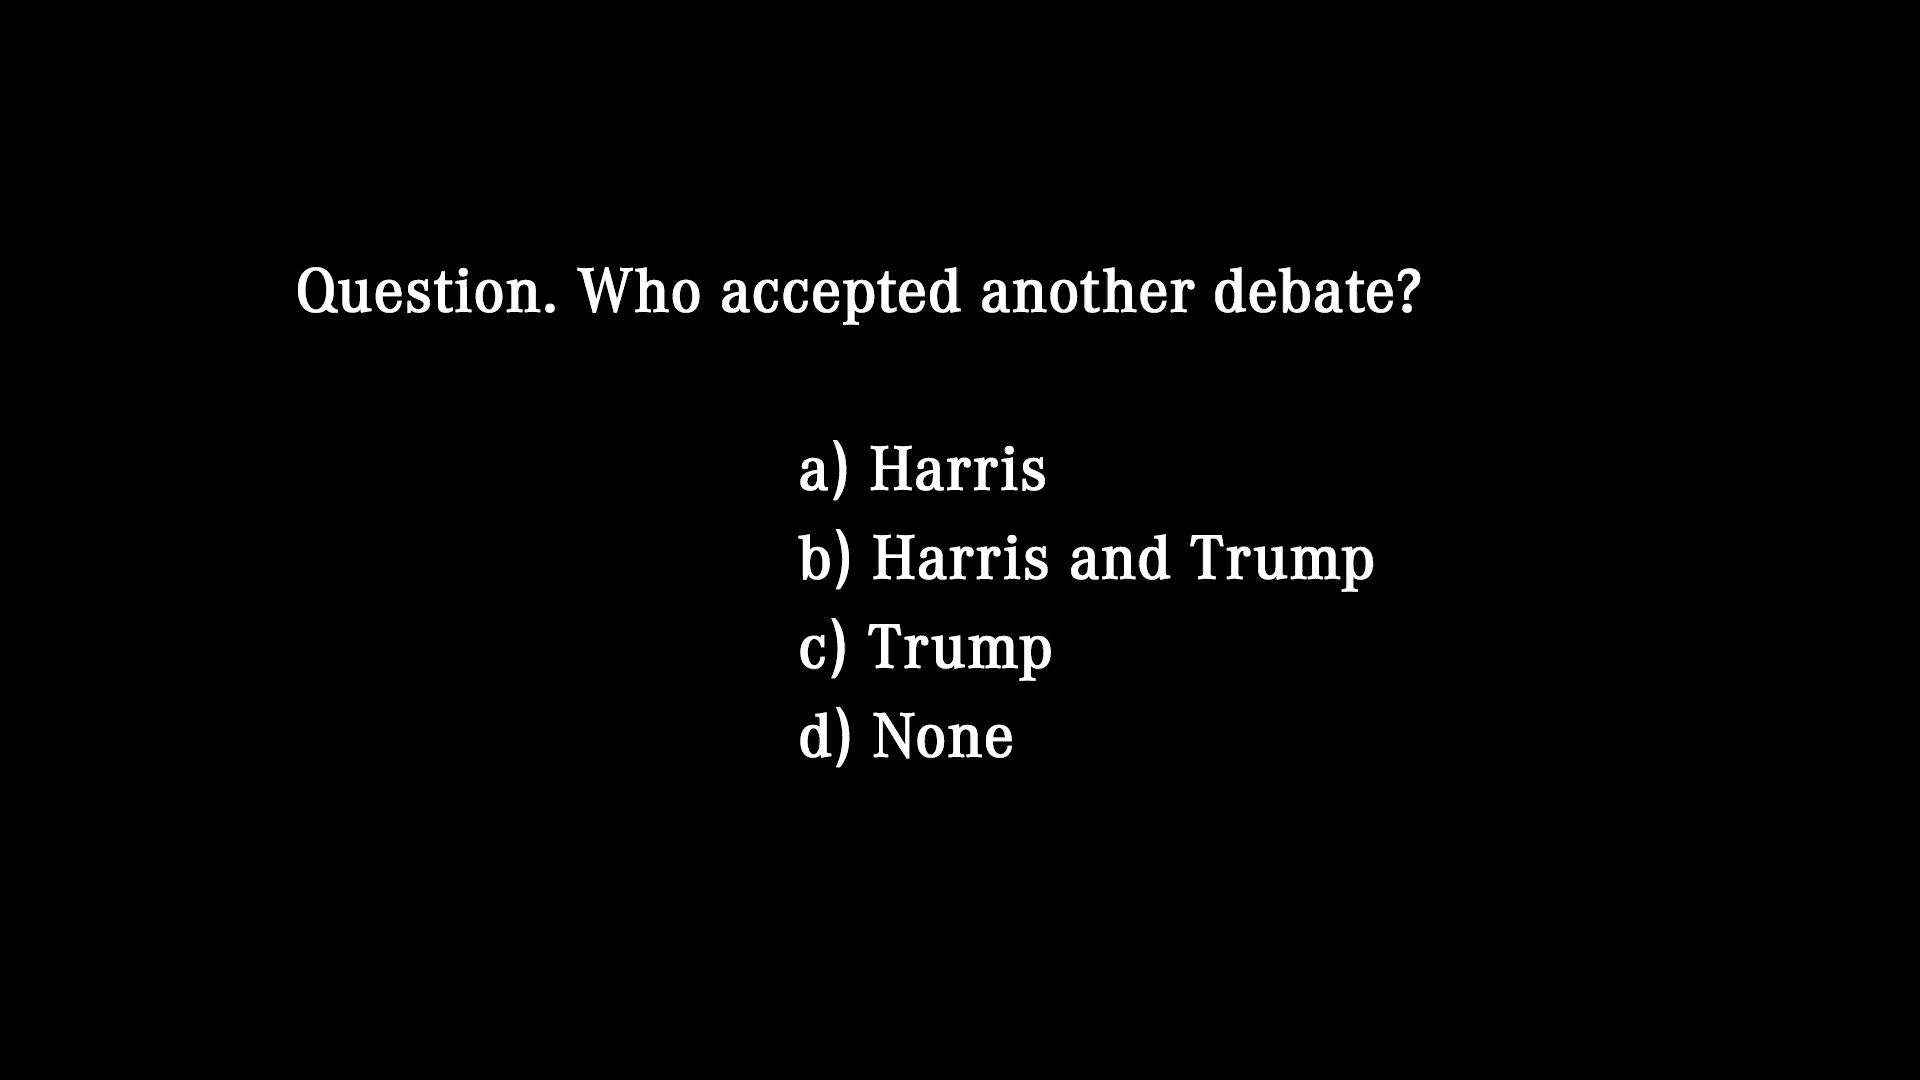 Question. Who accepted another debate?
a) Harris
b) Harris and Trump
c) Trump
d) None